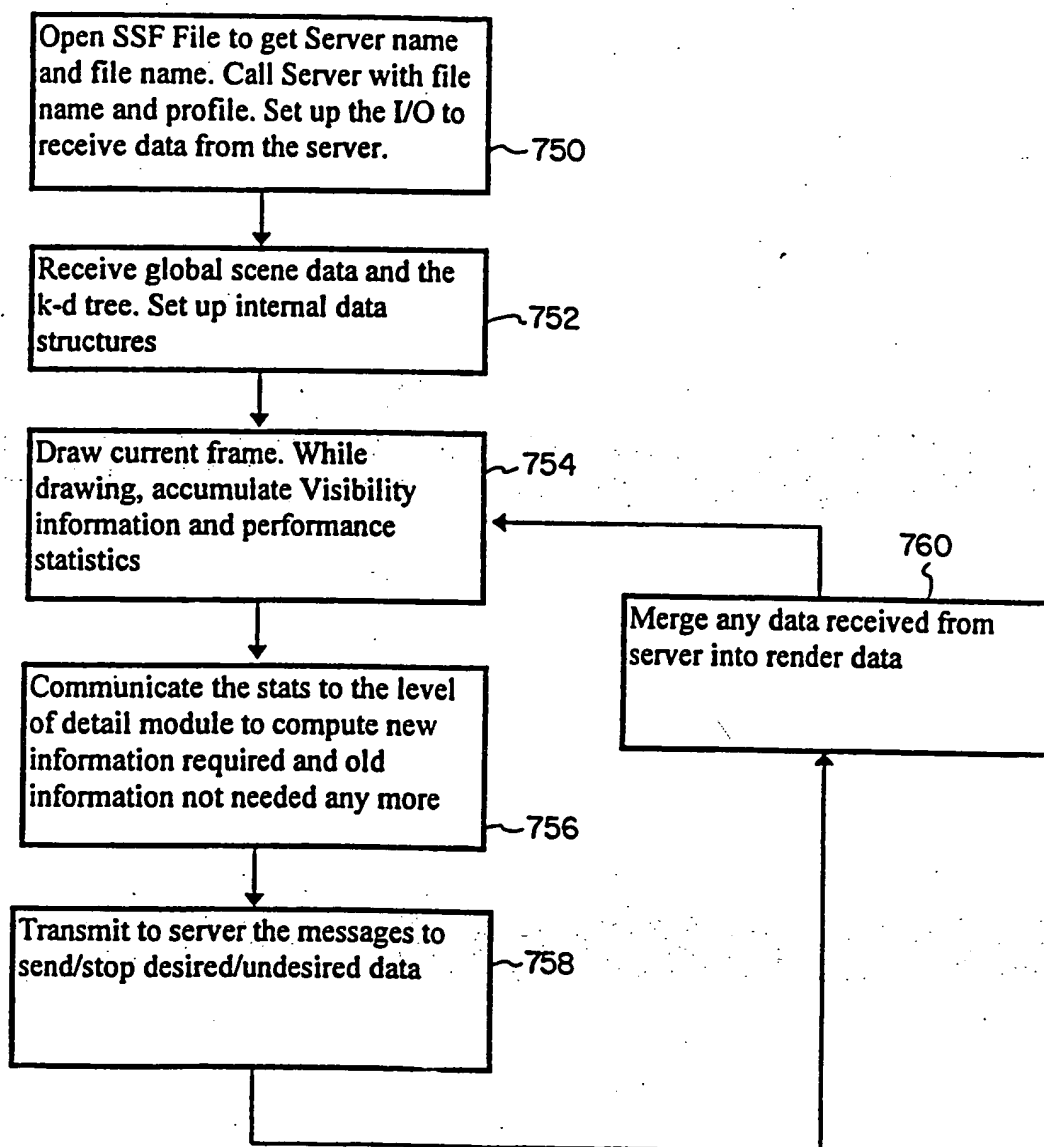 Open SSF File to get Server name
and file name. Call Server with file
name and profile. Set up the I/O to
receive data from the server.
750
Receive global scene data and the
k-d tree. Set up internal data
structures
752
Draw current frame. While
drawing, accumulate Visibility
information and performance
statistics
754
760
Merge any data received from
server into render data
Communicate the stats to the level
of detail module to compute new
information required and old
information not needed any more
756
Transmit to server the messages to
send/stop desired/undesired data
758